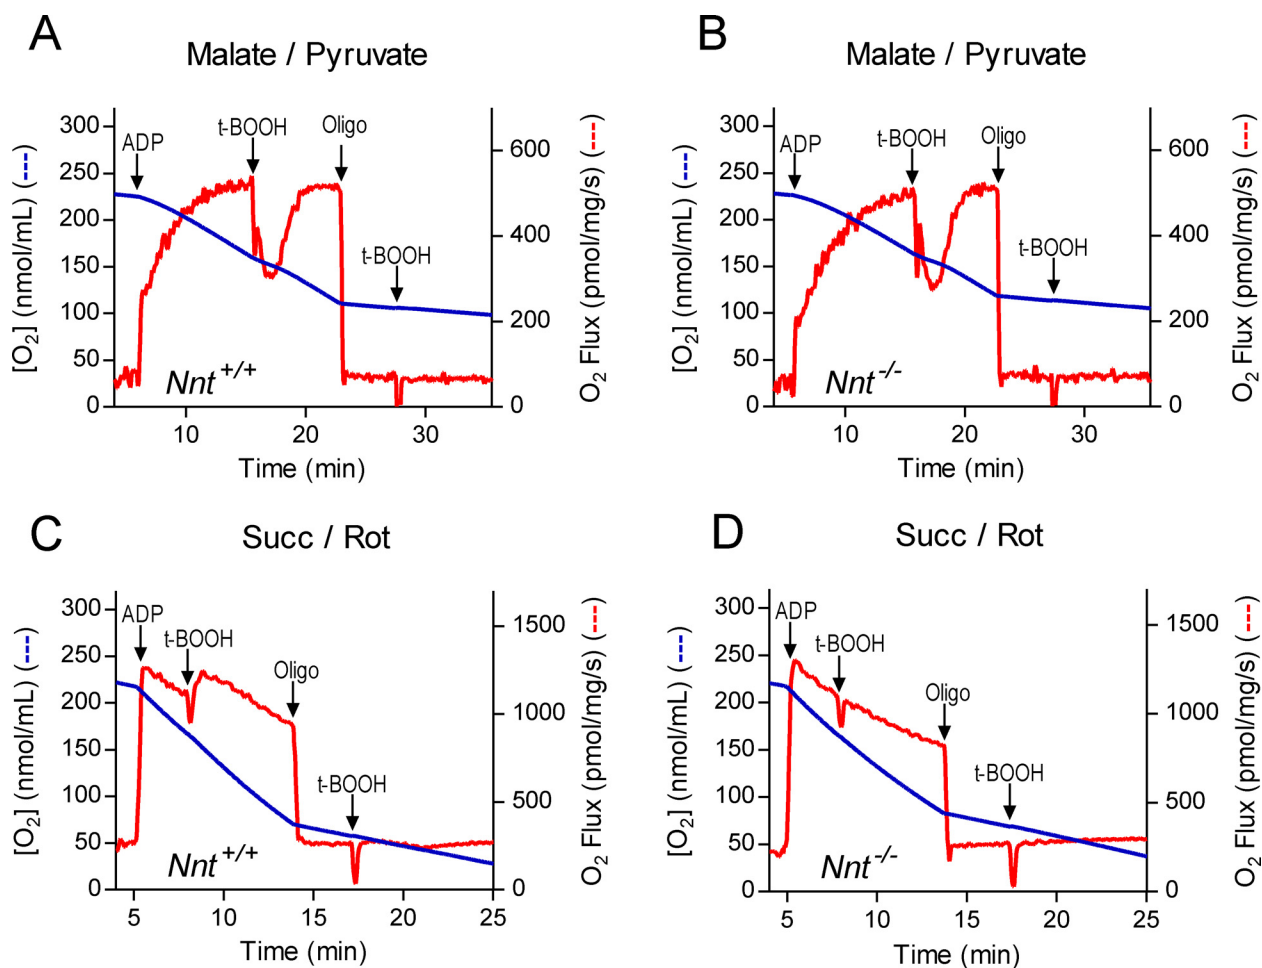 A
Malate / Pyruvate
[O2] (nmol/mL) (---)
O2 Flux (pmol/mg/s) (---)
300
250
200
150
100
50
0
600
400
200
0
ADP
t-BOOH
Oligo
t-BOOH
Nnt +/+
10
20
30
Time (min)
B
Malate / Pyruvate
[O2] (nmol/mL) (---)
O2 Flux (pmol/mg/s) (---)
300
250
200
150
100
50
0
600
400
200
0
ADP
t-BOOH
Oligo
t-BOOH
Nnt -/-
10
20
30
Time (min)
C
Succ / Rot
[O2] (nmol/mL) (---)
O2 Flux (pmol/mg/s) (---)
300
250
200
150
100
50
0
1500
1000
500
0
ADP
t-BOOH
Oligo
t-BOOH
Nnt +/+
5
10
15
20
25
Time (min)
D
Succ / Rot
[O2] (nmol/mL) (---)
O2 Flux (pmol/mg/s) (---)
300
250
200
150
100
50
0
1500
1000
500
0
ADP
t-BOOH
Oligo
t-BOOH
Nnt -/-
5
10
15
20
25
Time (min)